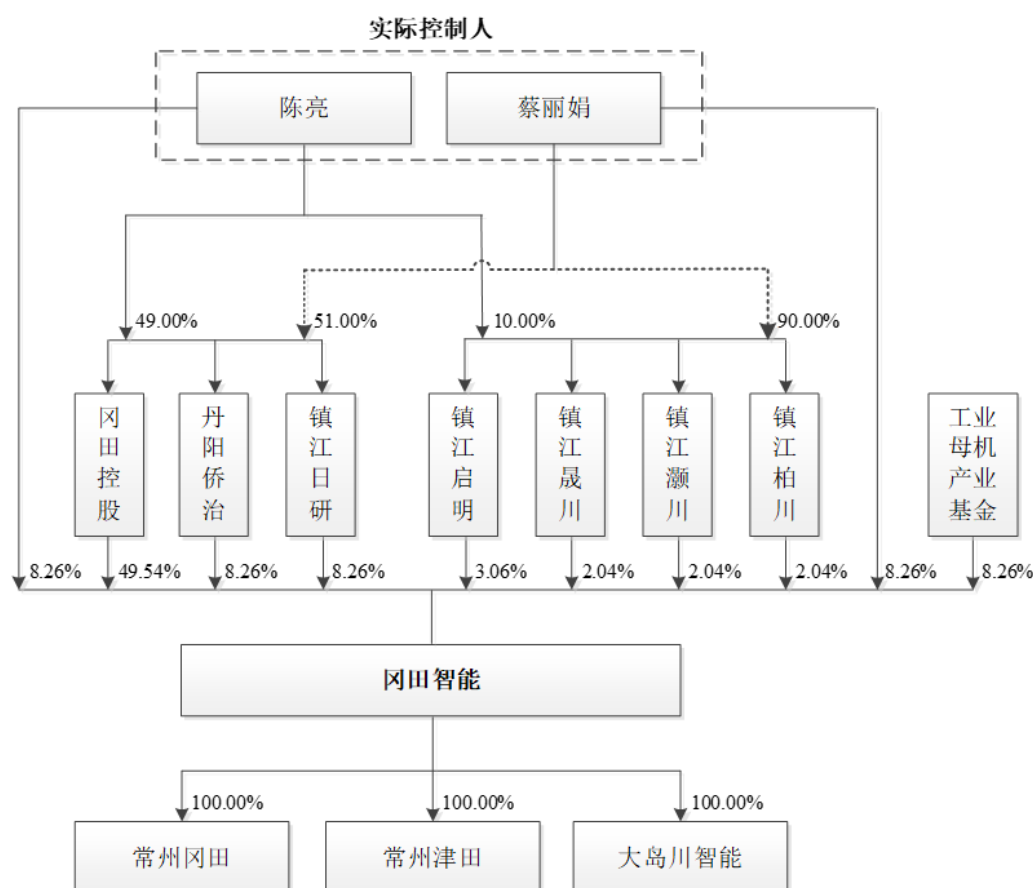 实际控制人
陈亮
蔡丽娟
49.00%
51.00%
10.00%
90.00%
冈田控股
丹阳侨治
镇江日研
镇江启明
镇江晟川
镇江灏川
镇江柏川
工业
母机
产业
基金
8.26%
49.54%
8.26%
8.26%
3.06%
2.04%
2.04%
2.04%
8.26%
8.26%
冈田智能
100.00%
100.00%
100.00%
常州冈田
常州津田
大岛川智能